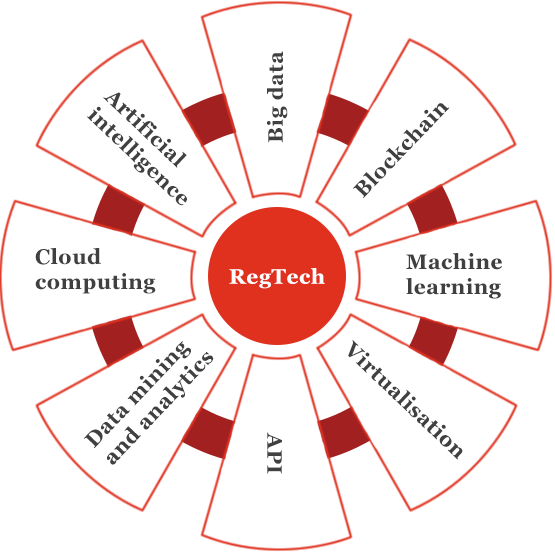 Big data
Blockchain
Machine
learning
Virtualisation
API
Data mining
and analytics
Cloud
computing
Artificial
intelligence
RegTech